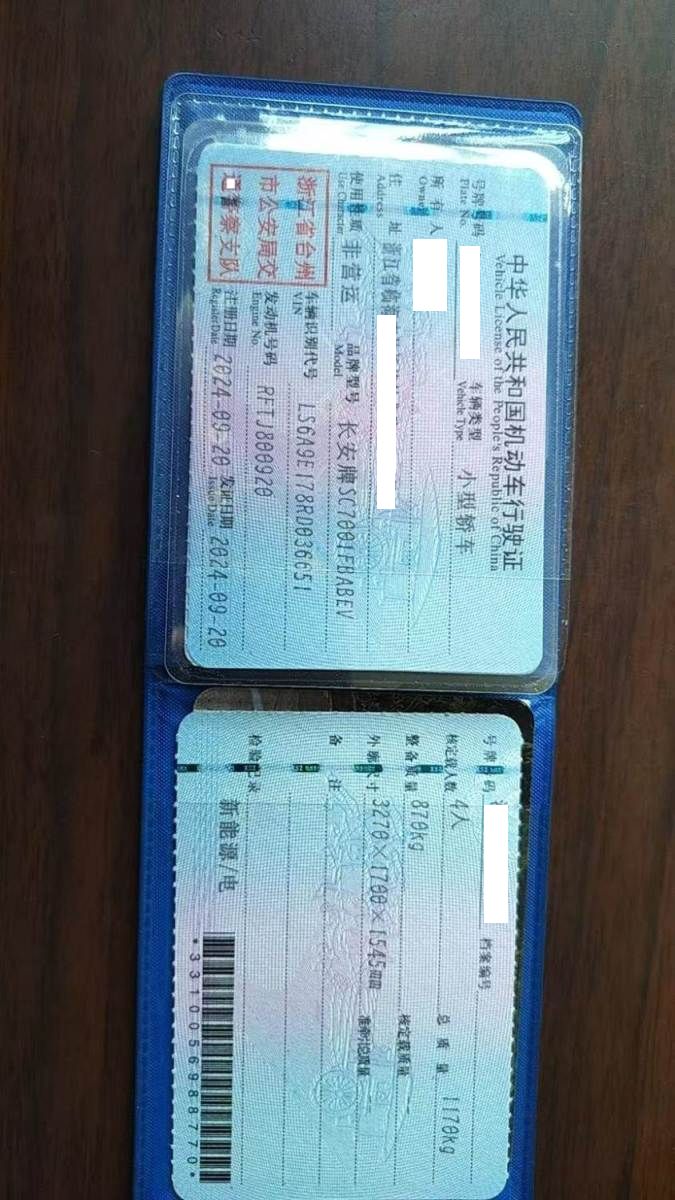 中华人民共和国机动车行驶证
Vehicle License of the People's Republic of China
号牌号码 车辆类型 小型轿车
Plate No. Vehicle Type
所有人
Owner
住址 浙江省临海
Address
使用性质 非营运 品牌型号 长安牌SC7001FBABEV
Use Character Model
浙江省台州
市公安局交
通警察支队
车辆识别代号 LS6A9E178RD036651
VIN
发动机号码 RFTJ800920
Engine No.
注册日期 2024-09-20 发证日期 2024-09-20
Register Date Issue Date
号牌号码 档案编号
核定载人数 4人 总质量 1170kg
整备质量 870kg 核定载质量
外廓尺寸 3270×1700×1545mm 准牵引总质量
备注
检验记录
新能源/电
*3310056988770*